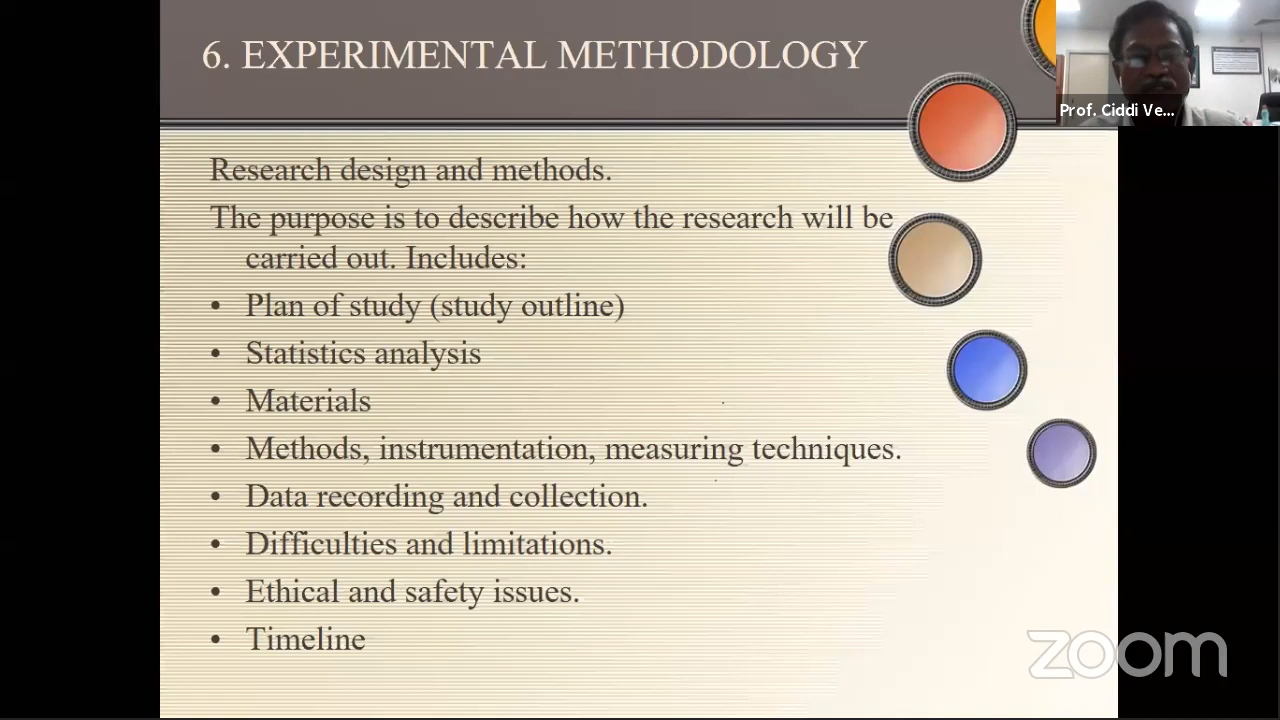 6. EXPERIMENTAL METHODOLOGY
Prof. Ciddi Ve...
Research design and methods.
The purpose is to describe how the research will be
carried out. Includes:
• Plan of study (study outline)
• Statistics analysis
• Materials
• Methods, instrumentation, measuring techniques.
• Data recording and collection.
• Difficulties and limitations.
• Ethical and safety issues.
• Timeline
zoom